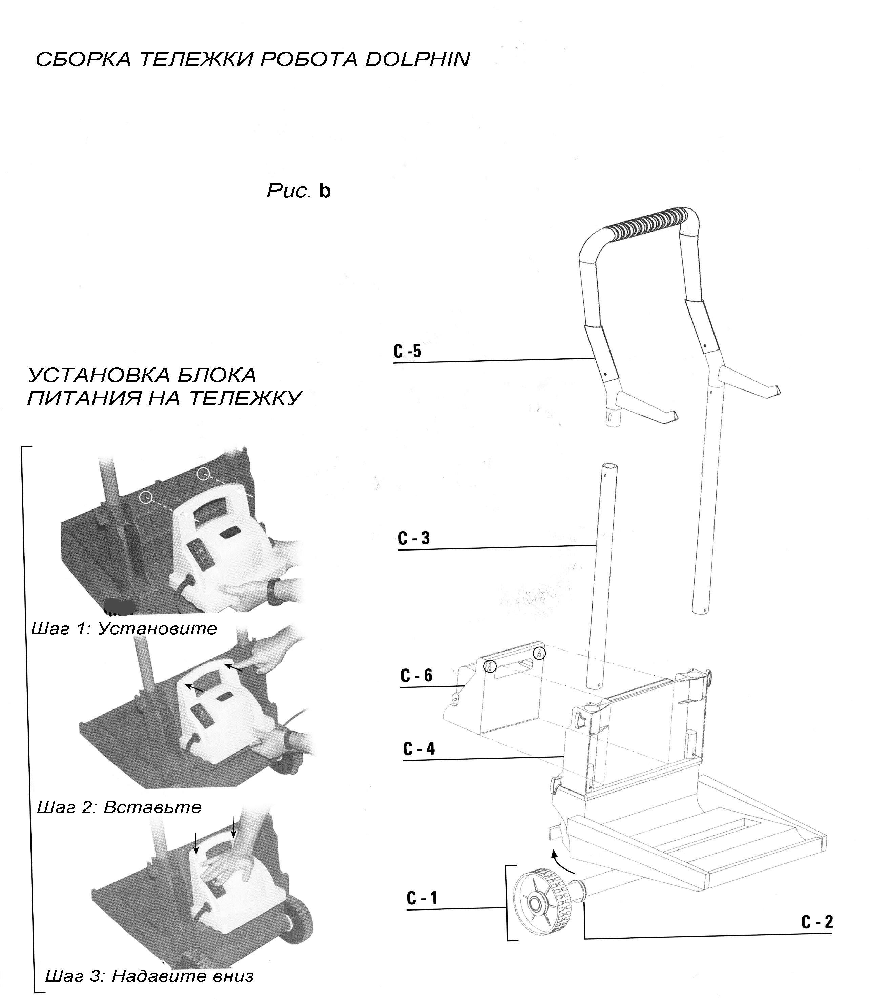 СБОРКА ТЕЛЕЖКИ РОБОТА DOLPHIN
Рис. b
C -5
УСТАНОВКА БЛОКА
ПИТАНИЯ НА ТЕЛЕЖКУ
C - 3
Шаг 1: Установите
C - 6
C - 4
Шаг 2: Вставьте
C - 1
C - 2
Шаг 3: Надавите вниз